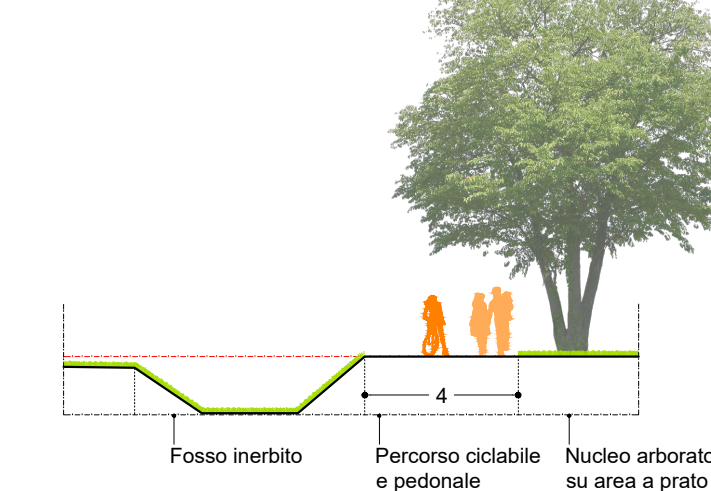 4
Fosso inerbito
Percorso ciclabile
e pedonale
Nucleo arborato
su area a prato